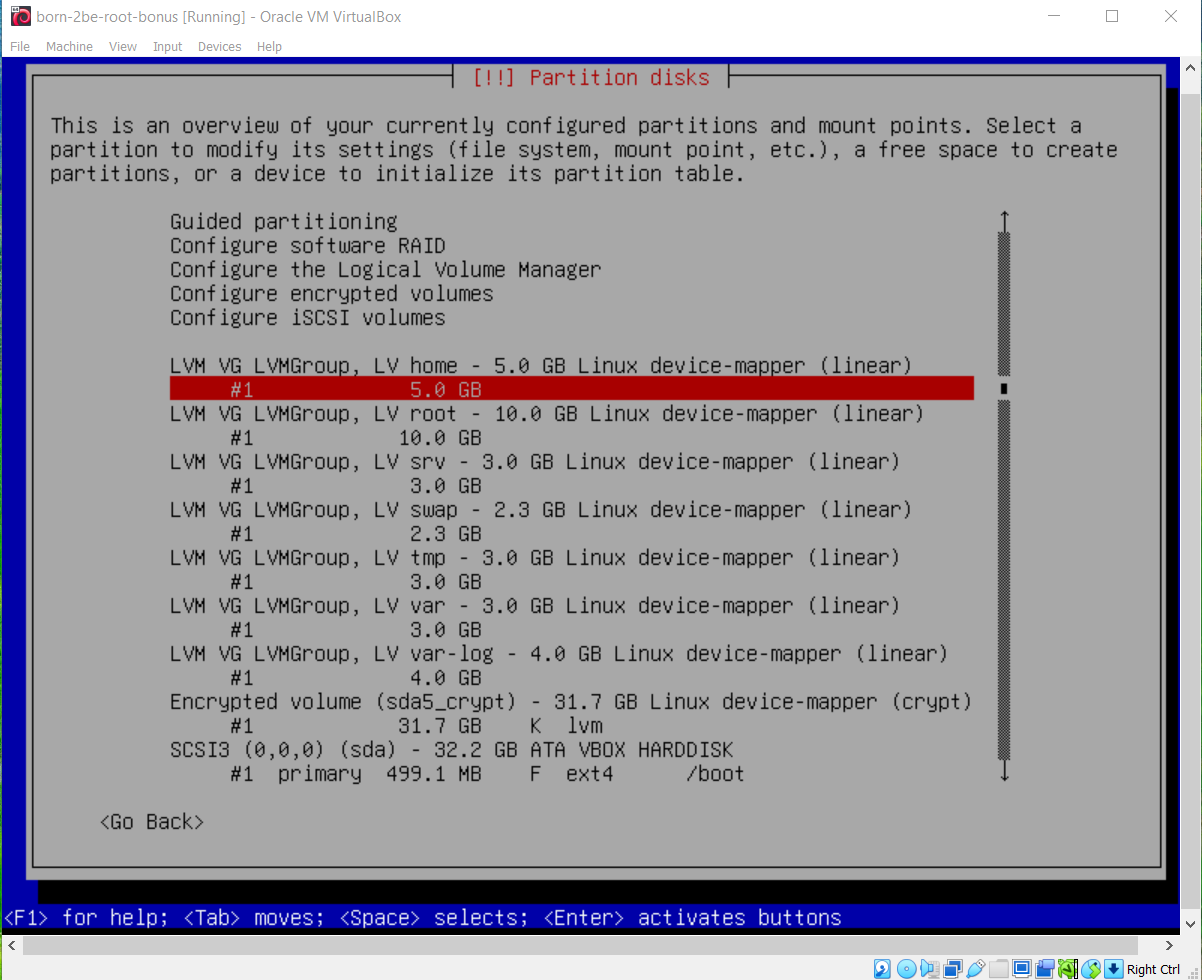 born-2be-root-bonus [Running] - Oracle VM VirtualBox
File Machine View Input Devices Help
[!!] Partition disks
This is an overview of your currently configured partitions and mount points. Select a
partition to modify its settings (file system, mount point, etc.), a free space to create
partitions, or a device to initialize its partition table.
Guided partitioning
Configure software RAID
Configure the Logical Volume Manager
Configure encrypted volumes
Configure iSCSI volumes
LVM VG LVMGroup, LV home - 5.0 GB Linux device-mapper (linear)
#1 5.0 GB
LVM VG LVMGroup, LV root - 10.0 GB Linux device-mapper (linear)
#1 10.0 GB
LVM VG LVMGroup, LV srv - 3.0 GB Linux device-mapper (linear)
#1 3.0 GB
LVM VG LVMGroup, LV swap - 2.3 GB Linux device-mapper (linear)
#1 2.3 GB
LVM VG LVMGroup, LV tmp - 3.0 GB Linux device-mapper (linear)
#1 3.0 GB
LVM VG LVMGroup, LV var - 3.0 GB Linux device-mapper (linear)
#1 3.0 GB
LVM VG LVMGroup, LV var-log - 4.0 GB Linux device-mapper (linear)
#1 4.0 GB
Encrypted volume (sda5_crypt) - 31.7 GB Linux device-mapper (crypt)
#1 31.7 GB K lvm
SCSI3 (0,0,0) (sda) - 32.2 GB ATA VBOX HARDDISK
#1 primary 499.1 MB F ext4 /boot
<Go Back>
<F1> for help; <Tab> moves; <Space> selects; <Enter> activates buttons
Right Ctrl